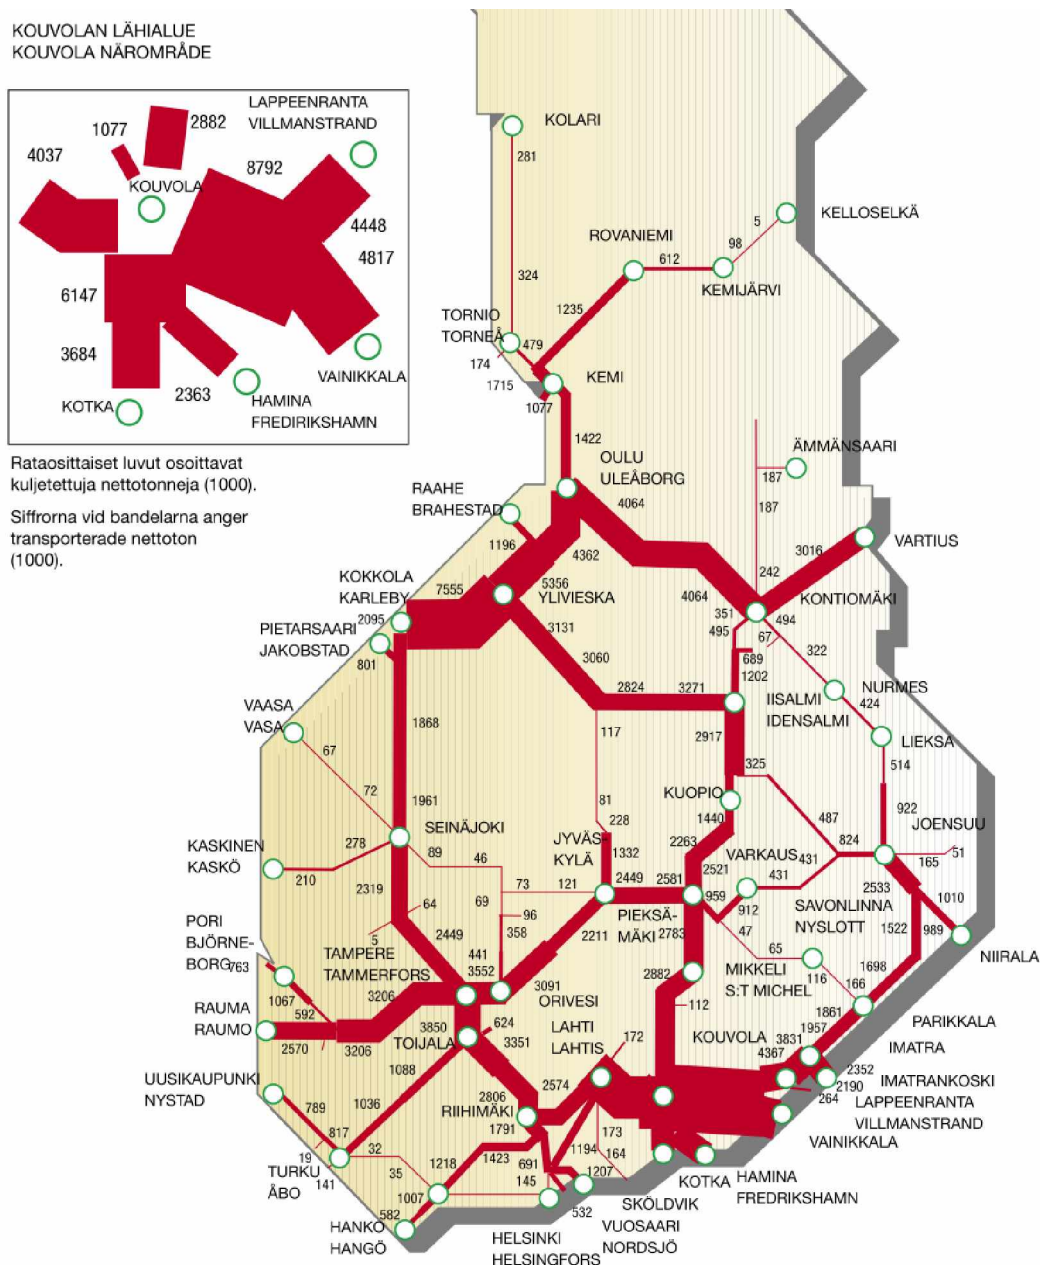 KOUVOLAN LÄHIALUE
KOUVOLA NÄROMRÅDE
LAPPEENRANTA
VILLMANSTRAND
1077
2882
4037
8792
KOUVOLA
4448
4817
6147
3684
2363
VAINIKKALA
KOTKA
HAMINA
FREDIRIKSHAMN
Rataosittaiset luvut osoittavat
kuljetettuja nettotonneja (1000).
Siffrorna vid bandelarna anger
transporterade nettoton
(1000).
KOLARI
281
5
KELLOSELKÄ
ROVANIEMI
98
612
324
KEMIJÄRVI
1235
TORNIO
TORNEÅ
479
174
1715
KEMI
1077
1422
ÄMMÄNSAARI
187
187
OULU
ULEÅBORG
RAAHE
BRAHESTAD
4064
1196
4362
3016
VARTIUS
242
KOKKOLA
KARLEBY
7555
5356
YLIVIESKA
4064
KONTIOMÄKI
2095
351
494
PIETARSAARI
JAKOBSTAD
3131
495
67
801
3060
689
322
1202
2824
3271
IISALMI
IDENSALMI
NURMES
424
VAASA
VASA
1868
117
2917
LIEKSA
67
325
514
72
1961
81
KUOPIO
1440
487
922
JOENSUU
SEINÄJOKI
228
824
KASKINEN
KASKÖ
278
89
46
JYVÄS-
KYLÄ
1332
2263
VARKAUS
431
51
165
210
2449
2581
2521
431
2533
2319
73
121
959
SAVONLINNA
NYSLOTT
1010
64
69
912
PORI
BJÖRNE-
BORG
96
PIEKSÄ-
MÄKI
2783
47
1522
989
5
2449
358
2211
65
NIIRALA
763
TAMPERE
TAMMERFORS
441
3552
2882
MIKKELI
S:T MICHEL
116
166
1698
1067
3206
3091
592
ORIVESI
112
1861
PARIKKALA
RAUMA
RAUMO
3850
624
LAHTI
LAHTIS
KOUVOLA
1957
2570
3206
TOIJALA
3351
172
3831
IMATRA
1088
4367
2352
UUSIKAUPUNKI
NYSTAD
2574
2190
IMATRANKOSKI
789
1036
2806
264
LAPPEENRANTA
VILLMANSTRAND
817
RIIHIMÄKI
1791
173
VAINIKKALA
19
32
1423
1194
164
141
TURKU
ÅBO
35
1218
691
1207
KOTKA
HAMINA
FREDRIKSHAMN
1007
145
SKÖLDVIK
582
532
VUOSAARI
NORDSJÖ
HANKO
HANGÖ
HELSINKI
HELSINGFORS